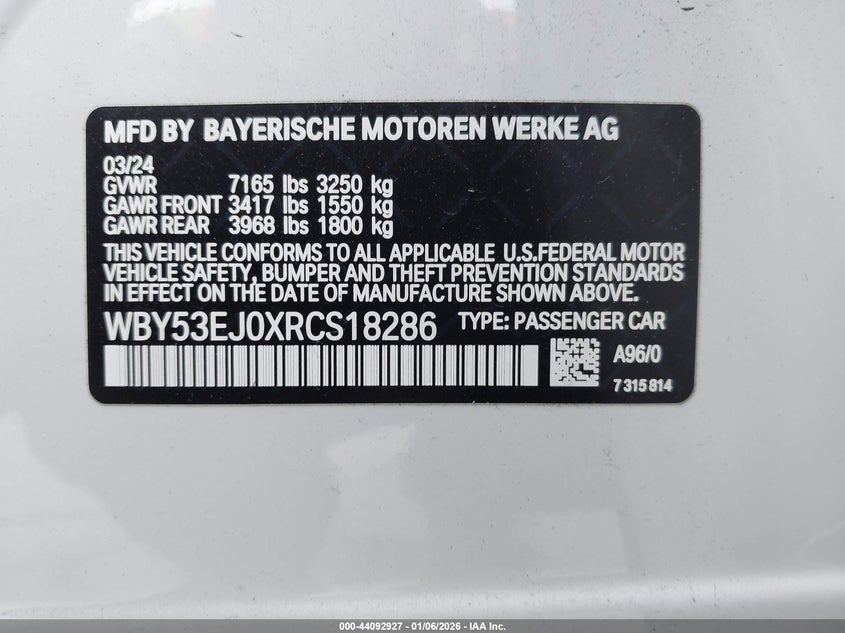 MFD BY BAYERISCHE MOTOREN WERKE AG
03/24
GVWR 7165 lbs 3250 kg
GAWR FRONT 3417 lbs 1550 kg
GAWR REAR 3968 lbs 1800 kg
THIS VEHICLE CONFORMS TO ALL APPLICABLE U.S.FEDERAL MOTOR
VEHICLE SAFETY, BUMPER AND THEFT PREVENTION STANDARDS
IN EFFECT ON THE DATE OF MANUFACTURE SHOWN ABOVE.
WBY53EJ0XRCS18286 TYPE: PASSENGER CAR
A96/0
7 315 814
000-44092927 - 01/06/2026 - IAA Inc.